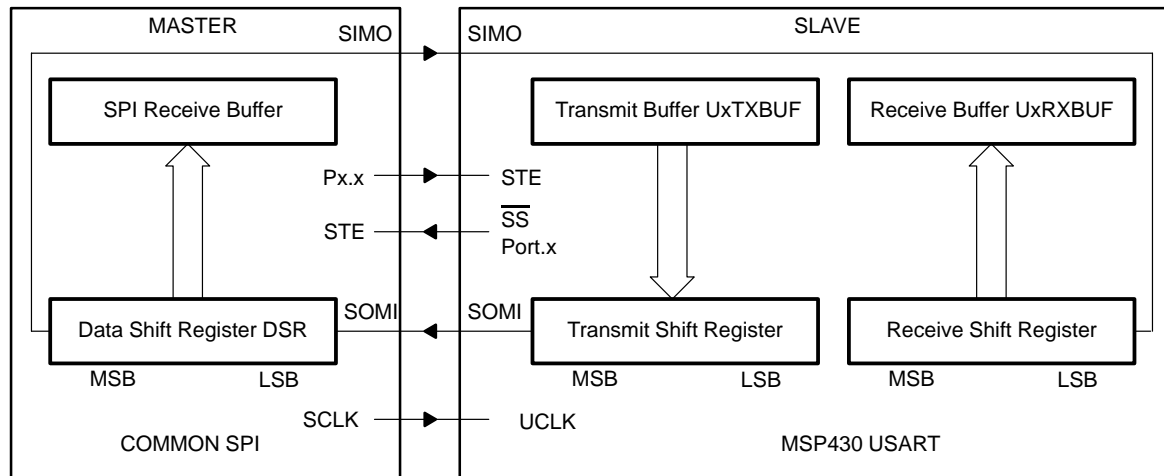 MASTER
SLAVE
SIMO
SIMO
SPI Receive Buffer
Transmit Buffer UxTXBUF
Receive Buffer UxRXBUF
Px.x
STE
STE
SS
Port.x
SOMI
SOMI
Data Shift Register DSR
Transmit Shift Register
Receive Shift Register
MSB
LSB
MSB
LSB
MSB
LSB
SCLK
UCLK
COMMON SPI
MSP430 USART